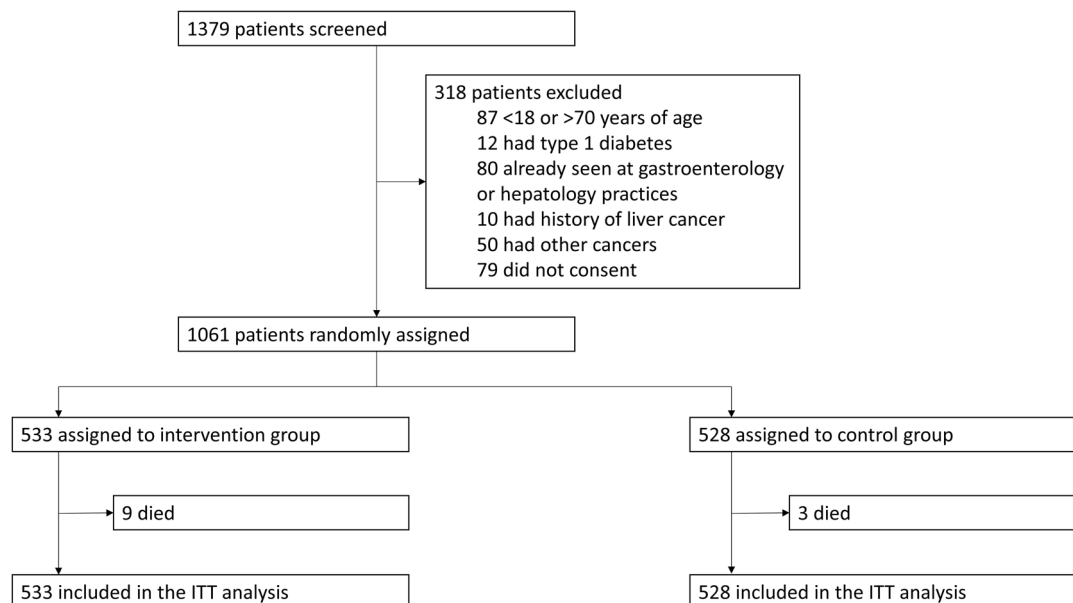 1379 patients screened
318 patients excluded
87 <18 or >70 years of age
12 had type 1 diabetes
80 already seen at gastroenterology
or hepatology practices
10 had history of liver cancer
50 had other cancers
79 did not consent
1061 patients randomly assigned
533 assigned to intervention group
528 assigned to control group
9 died
3 died
533 included in the ITT analysis
528 included in the ITT analysis